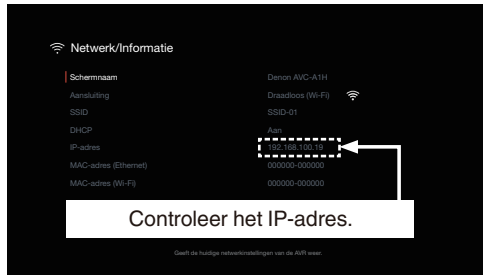 Netwerk/Informatie
Schermnaam Denon AVC-A1H
Aansluiting Draadloos (Wi-Fi)
SSID SSID-01
DHCP Aan
IP-adres 192.168.100.19
MAC-adres (Ethernet) 000000-000000
MAC-adres (Wi-Fi) 000000-000000
Controleer het IP-adres.
Geeft de huidige netwerkinstellingen van de AVR weer.